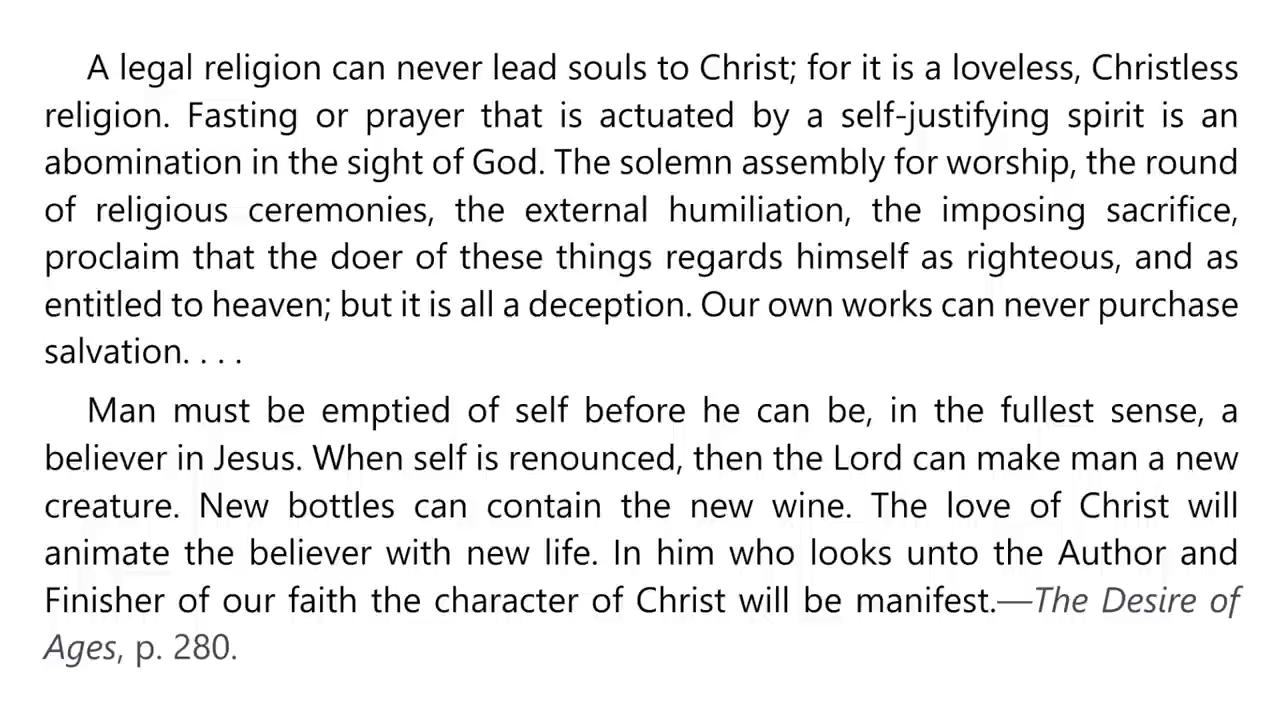 A legal religion can never lead souls to Christ; for it is a loveless, Christless
religion. Fasting or prayer that is actuated by a self-justifying spirit is an
abomination in the sight of God. The solemn assembly for worship, the round
of religious ceremonies, the external humiliation, the imposing sacrifice,
proclaim that the doer of these things regards himself as righteous, and as
entitled to heaven; but it is all a deception. Our own works can never purchase
salvation. . . .
Man must be emptied of self before he can be, in the fullest sense, a
believer in Jesus. When self is renounced, then the Lord can make man a new
creature. New bottles can contain the new wine. The love of Christ will
animate the believer with new life. In him who looks unto the Author and
Finisher of our faith the character of Christ will be manifest.—The Desire of
Ages, p. 280.